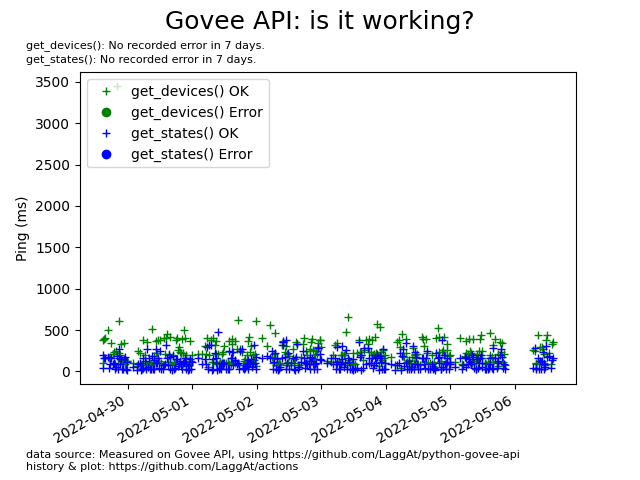 Govee API: is it working?
get_devices(): No recorded error in 7 days.
get_states(): No recorded error in 7 days.
3500
3000
2500
2000
1500
1000
500
0
Ping (ms)
get_devices() OK
get_devices() Error
get_states() OK
get_states() Error
2022-04-30
2022-05-01
2022-05-02
2022-05-03
2022-05-04
2022-05-05
2022-05-06
data source: Measured on Govee API, using https://github.com/LaggAt/python-govee-api
history & plot: https://github.com/LaggAt/actions